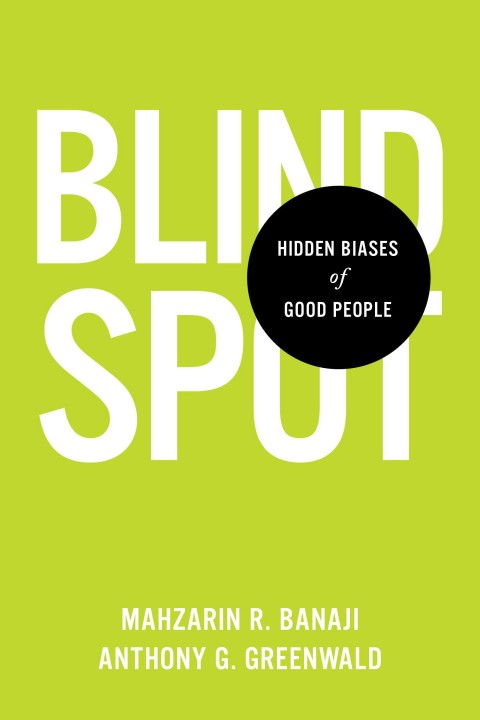 BLIND
SPOT
HIDDEN BIASES
of
GOOD PEOPLE
MAHZARIN R. BANAJI
ANTHONY G. GREENWALD